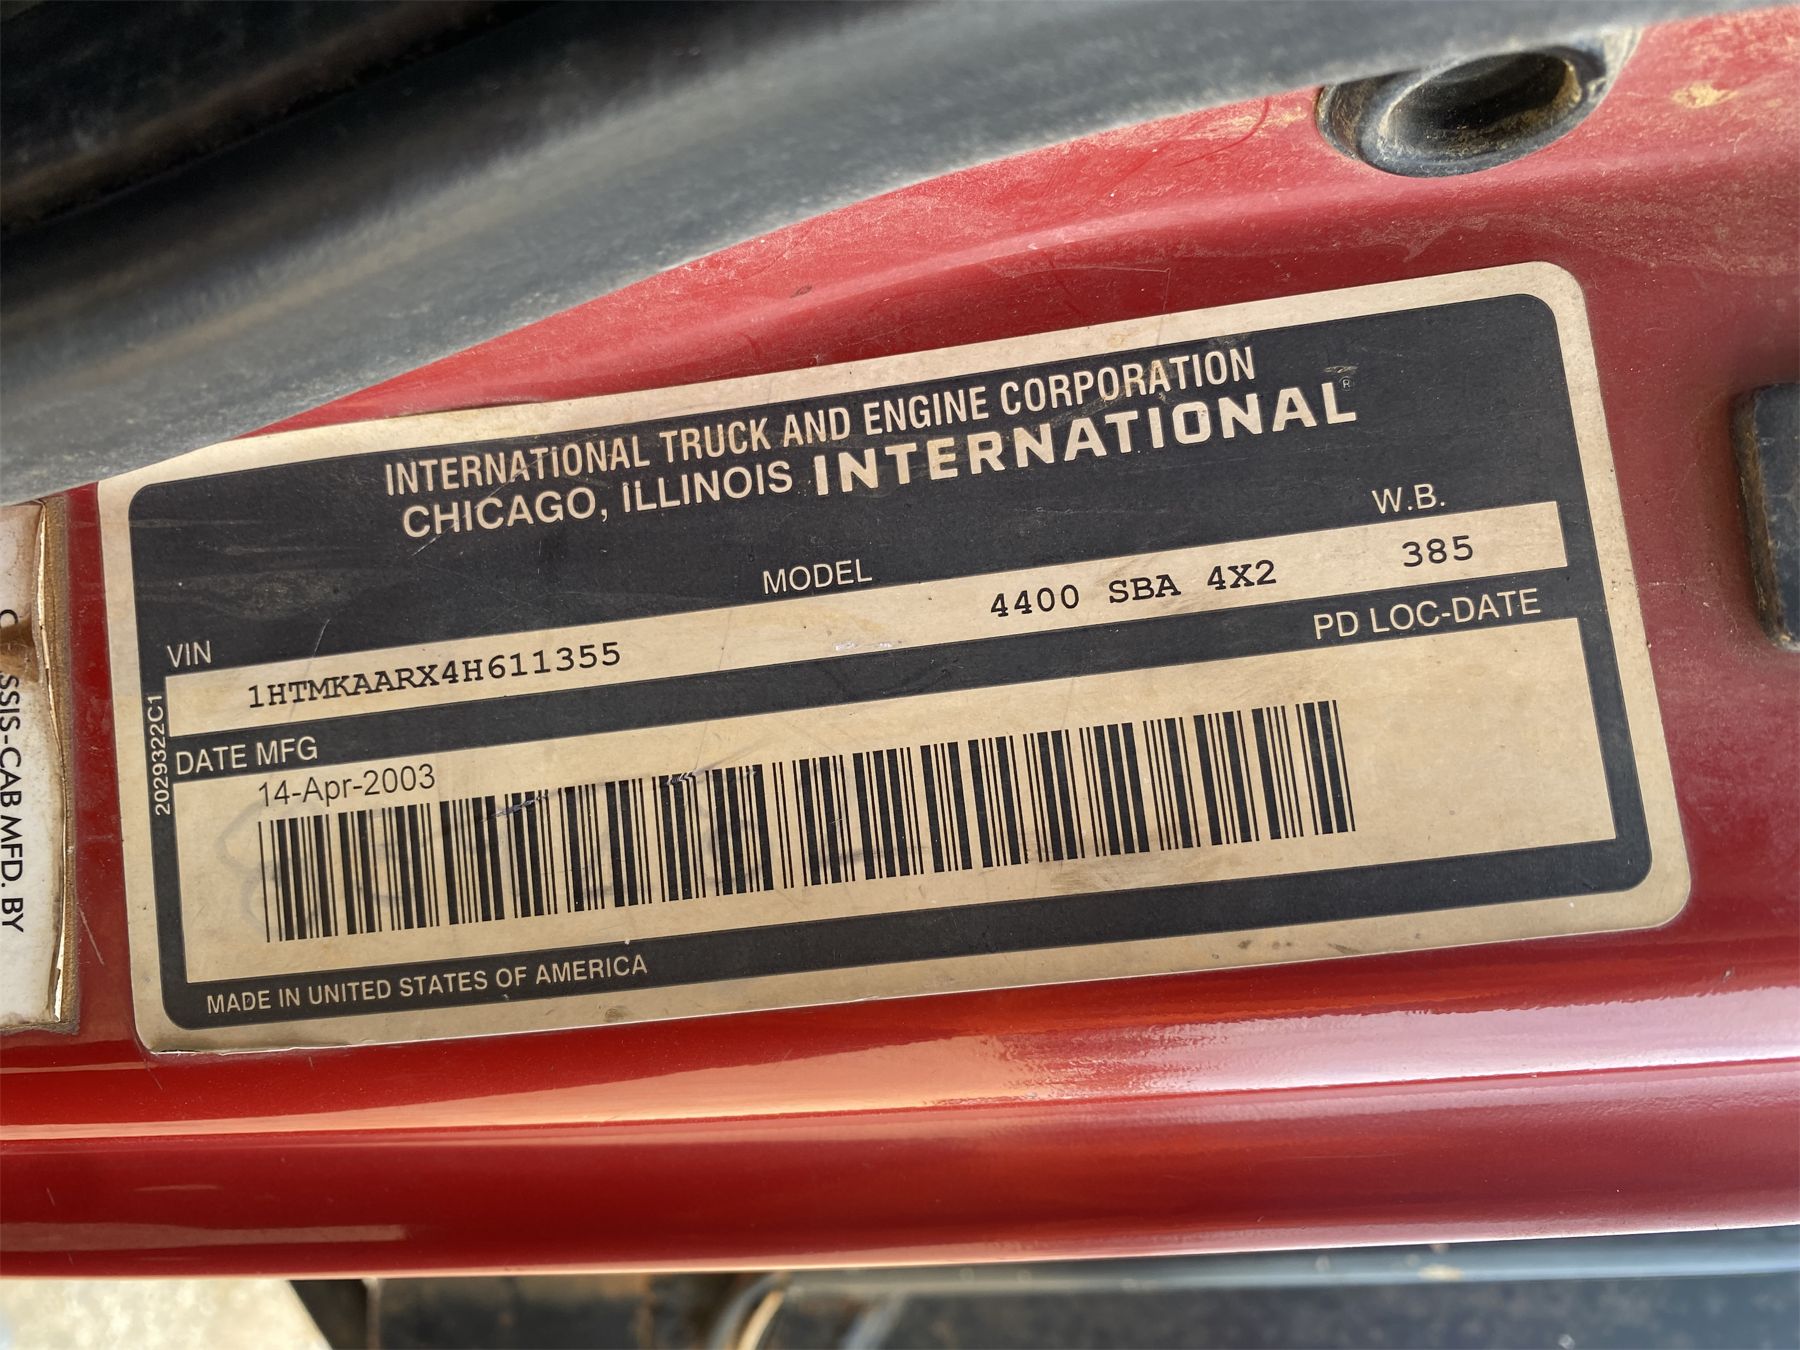 INTERNATIONAL TRUCK AND ENGINE CORPORATION
CHICAGO, ILLINOIS INTERNATIONAL®
VIN MODEL W.B.
1HTMKAARX4H611355 4400 SBA 4X2 385
DATE MFG PD LOC-DATE
14-Apr-2003
MADE IN UNITED STATES OF AMERICA
2029322C1
SSIS-CAB MFD. BY